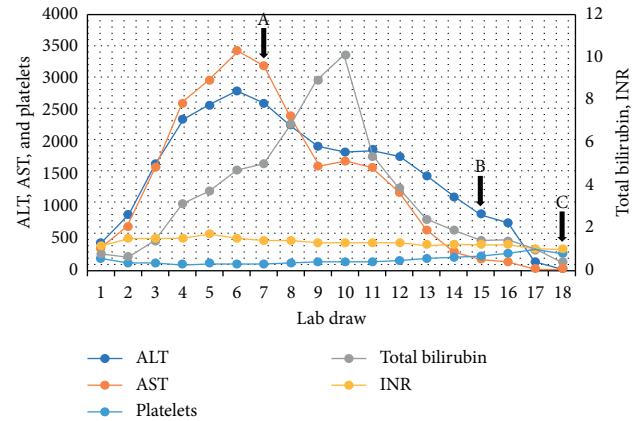 A
B
C
4000
3500
3000
2500
2000
1500
1000
500
0
12
10
8
6
4
2
0
ALT, AST, and platelets
Total bilirubin, INR
1 2 3 4 5 6 7 8 9 10 11 12 13 14 15 16 17 18
Lab draw
ALT
AST
Platelets
Total bilirubin
INR